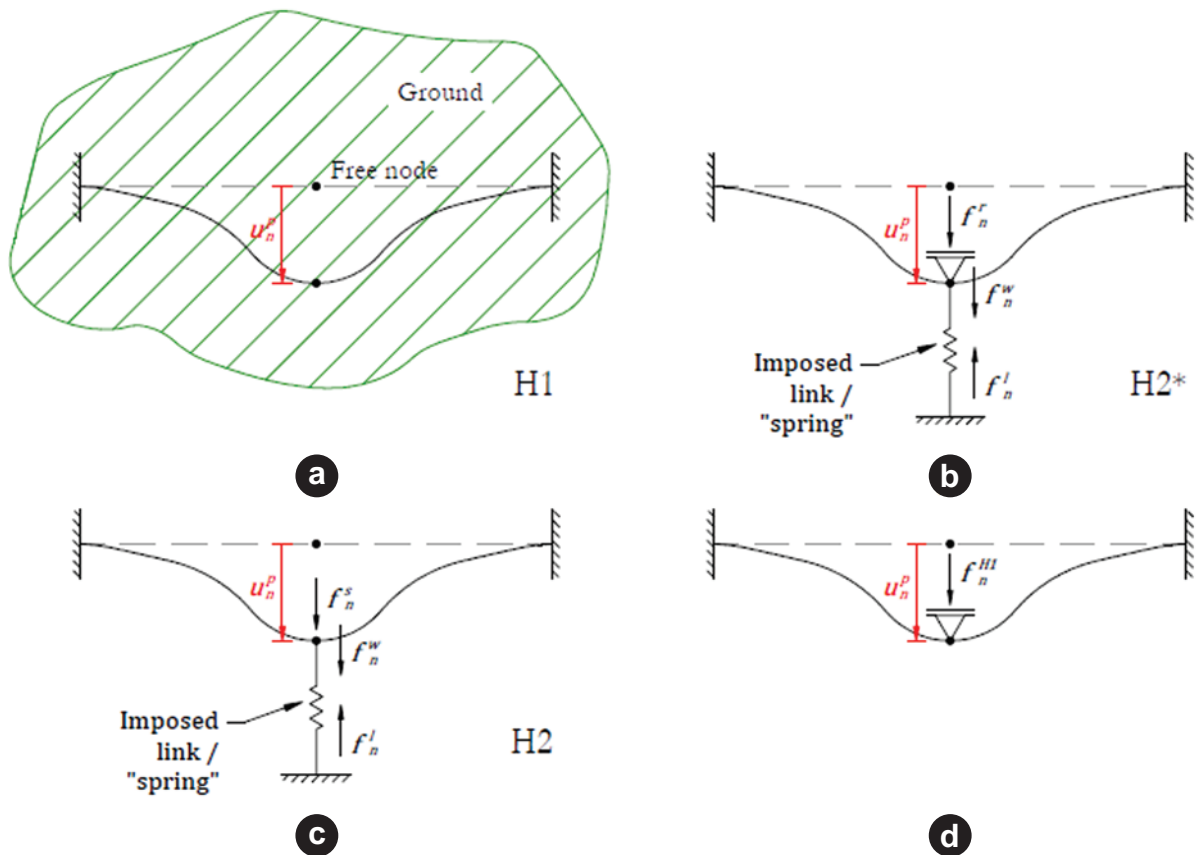 Ground
Free node
u_n^p
H1
a
u_n^p
f_n^r
f_n^w
Imposed
link /
"spring"
f_n^l
H2*
b
u_n^p
f_n^s
f_n^w
Imposed
link /
"spring"
f_n^l
H2
c
u_n^p
f_n^{H1}
d